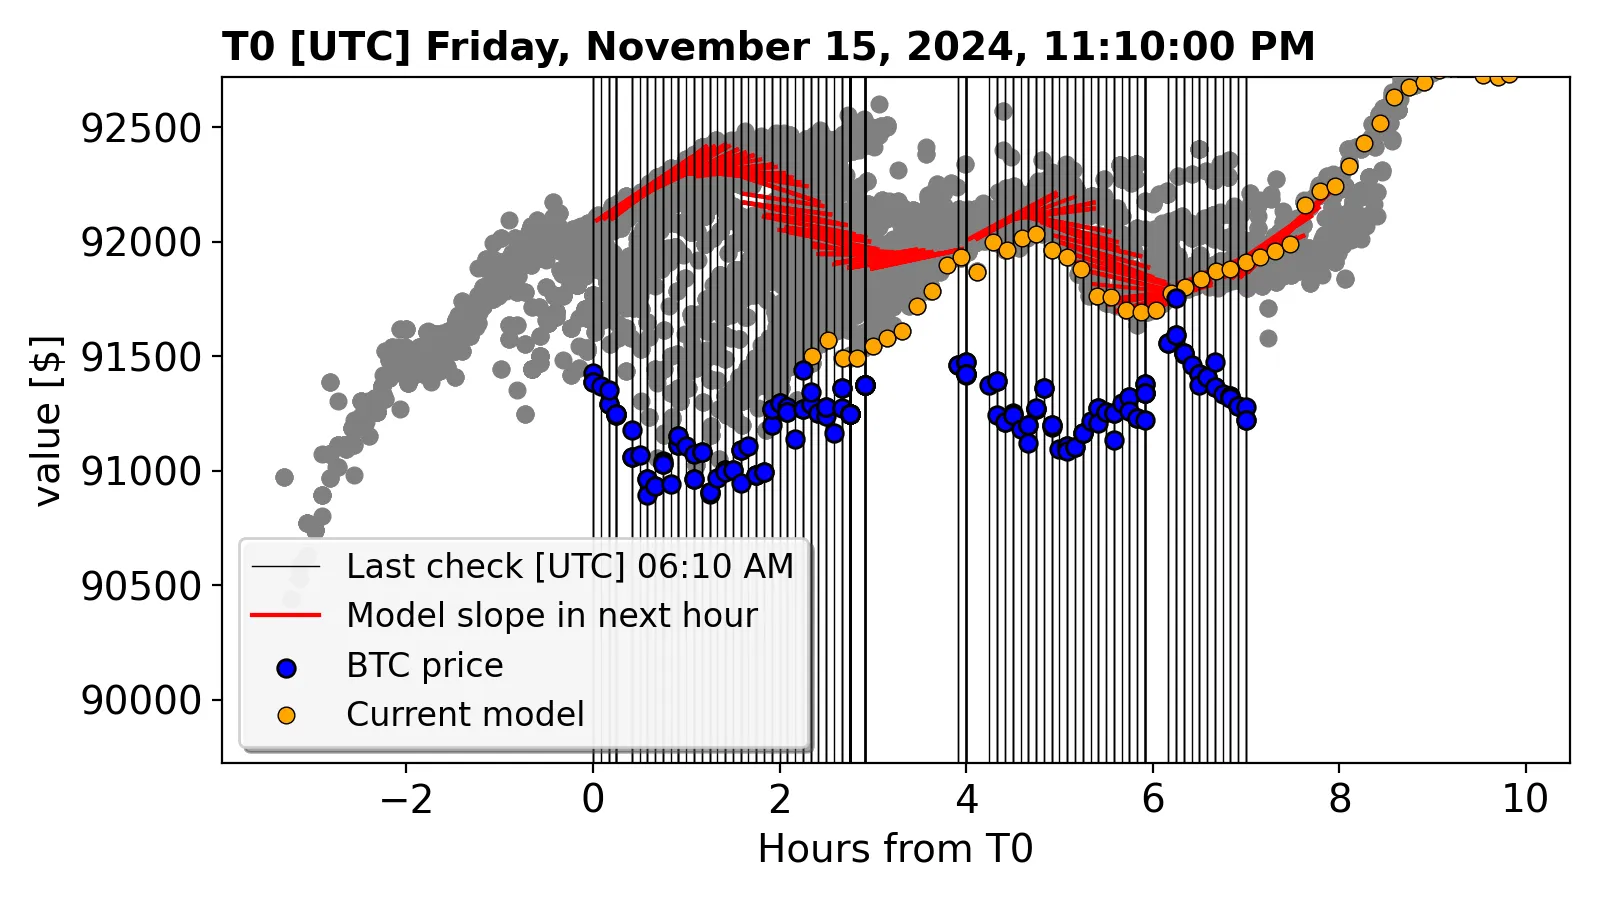 T0 [UTC] Friday, November 15, 2024, 11:10:00 PM
value [$]
92500
92000
91500
91000
90500
90000
Last check [UTC] 06:10 AM
Model slope in next hour
BTC price
Current model
−2 0 2 4 6 8 10
Hours from T0